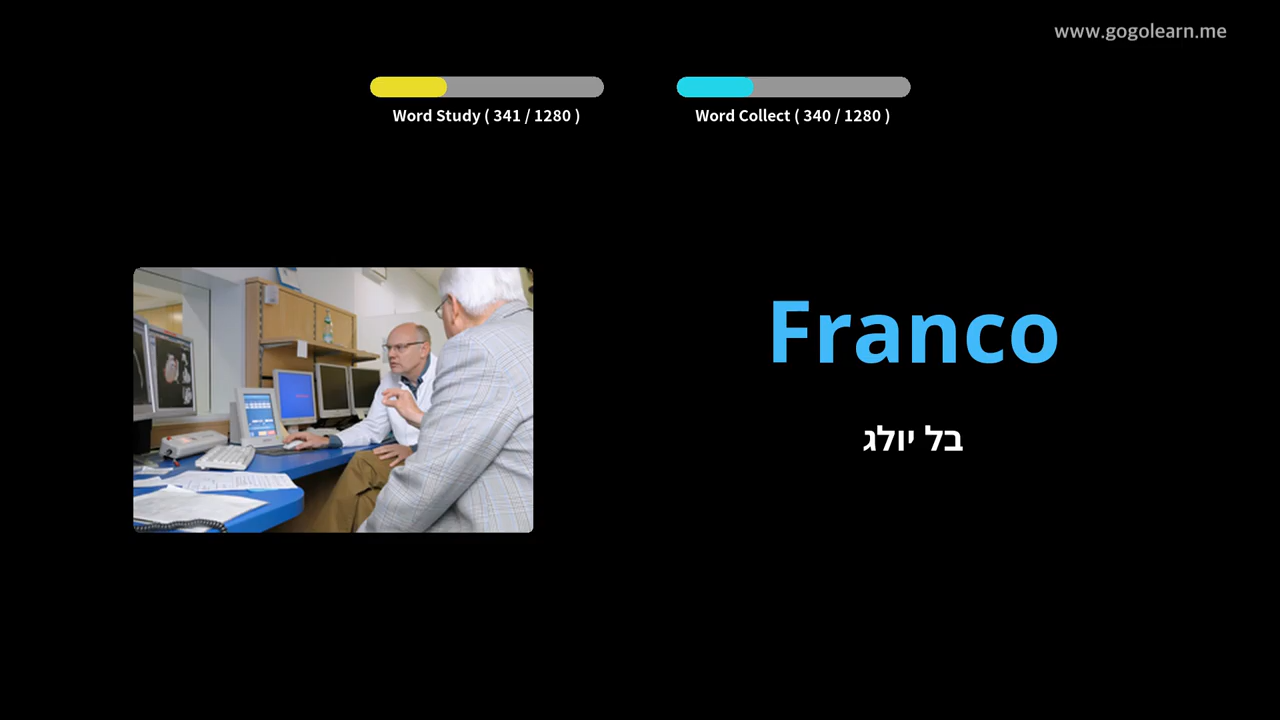 www.gogolearn.me
Word Study ( 341 / 1280 )
Word Collect ( 340 / 1280 )
Franco
בל יולג